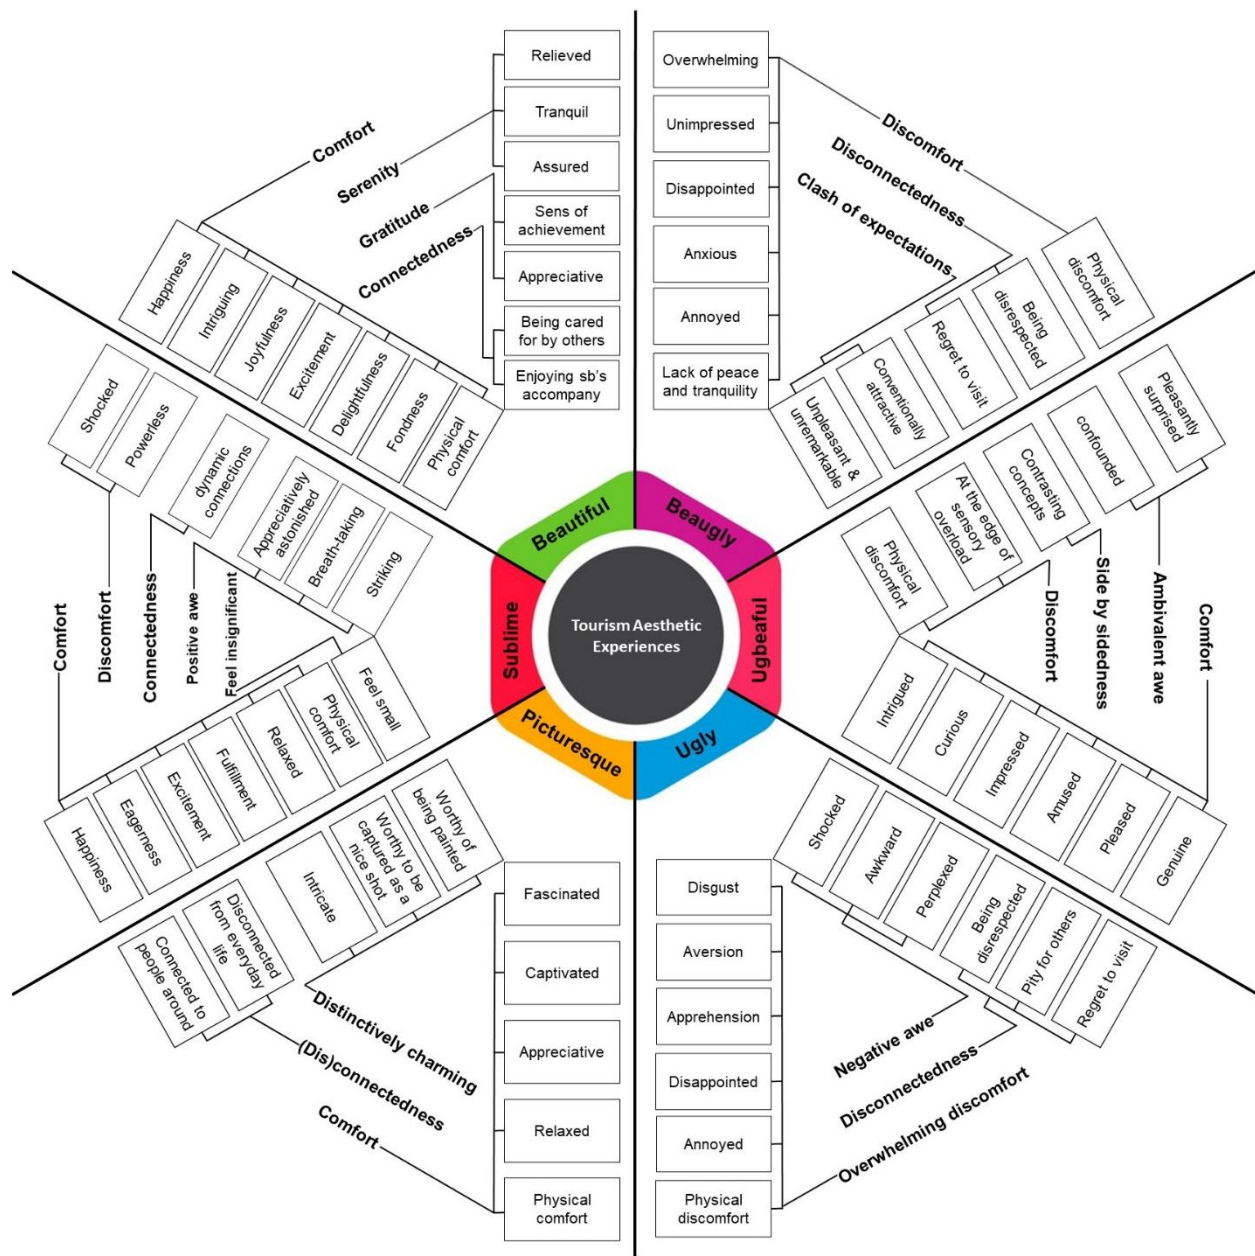 Tourism Aesthetic
Experiences
Beautiful
Comfort
Serenity
Gratitude
Connectedness
Relieved
Tranquil
Assured
Sens of
achievement
Appreciative
Being cared
for by others
Enjoying sb's
accompany
Happiness
Intriguing
Joyfulness
Excitement
Delightfulness
Fondness
Physical
comfort
Beaugly
Discomfort
Disconnectedness
Clash of expectations
Overwhelming
Unimpressed
Disappointed
Anxious
Annoyed
Lack of peace
and tranquility
Unpleasant &
unremarkable
Conventionally
attractive
Regret to visit
Being
disrespected
Physical
discomfort
Ugbeaful
Physical
discomfort
At the edge of
sensory
overload
Contrasting
concepts
confounded
Pleasantly
surprised
Discomfort
Side by sidedness
Ambivalent awe
Comfort
Intrigued
Curious
Impressed
Amused
Pleased
Genuine
Ugly
Shocked
Awkward
Perplexed
Being
disrespected
Pity for others
Regret to visit
Negative awe
Disconnectedness
Overwhelming discomfort
Disgust
Aversion
Apprehension
Disappointed
Annoyed
Physical
discomfort
Picturesque
Fascinated
Captivated
Appreciative
Relaxed
Physical
comfort
Distinctively charming
(Dis)connectedness
Comfort
Connected to
people around
Disconnected
from everyday
life
Intricate
Worthy to be
captured as a
nice shot
Worthy of
being painted
Sublime
Shocked
Powerless
dynamic
connections
Appreciatively
astonished
Breath-taking
Striking
Comfort
Discomfort
Connectedness
Positive awe
Feel insignificant
Happiness
Eagerness
Excitement
Fulfillment
Relaxed
Physical
comfort
Feel small